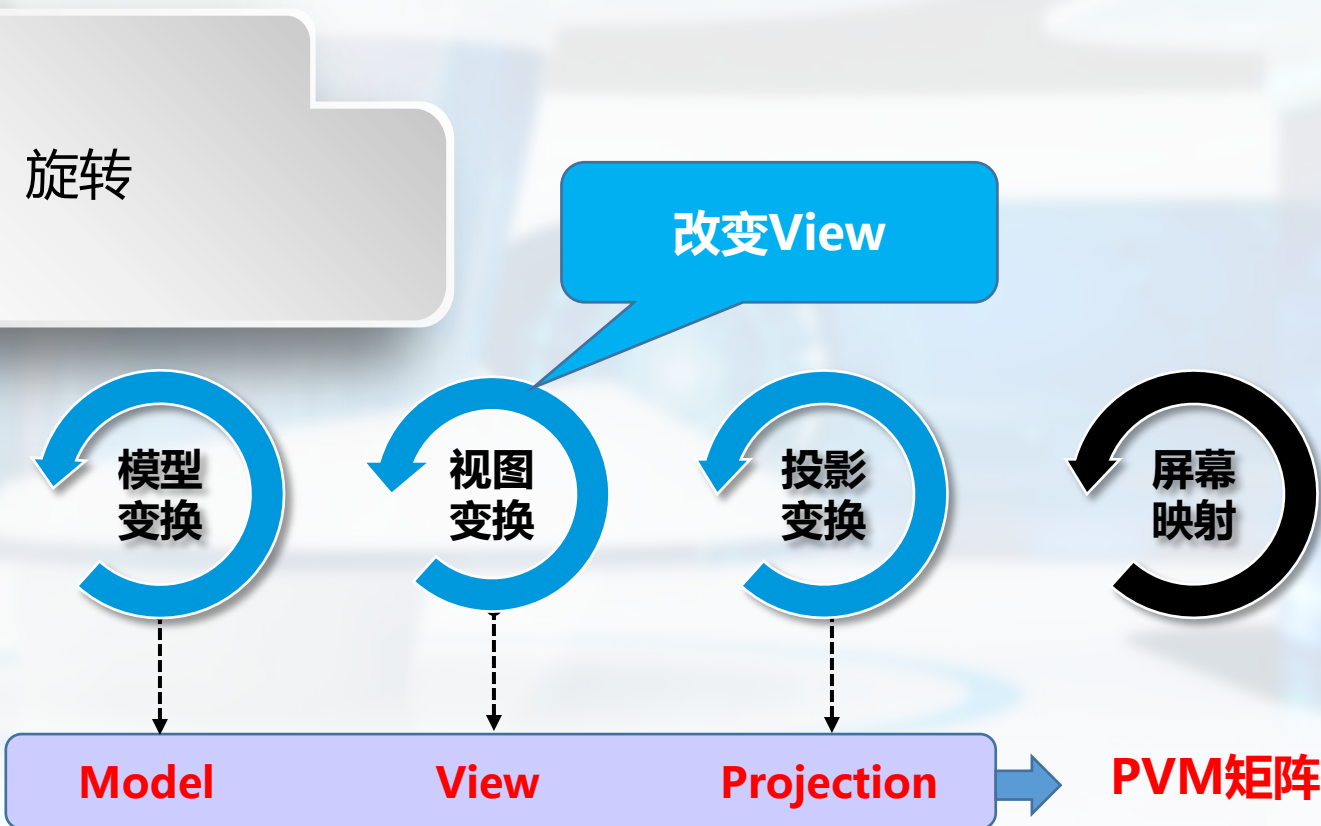 旋转
改变View
模型
变换
视图
变换
投影
变换
屏幕
映射
Model
View
Projection
PVM矩阵